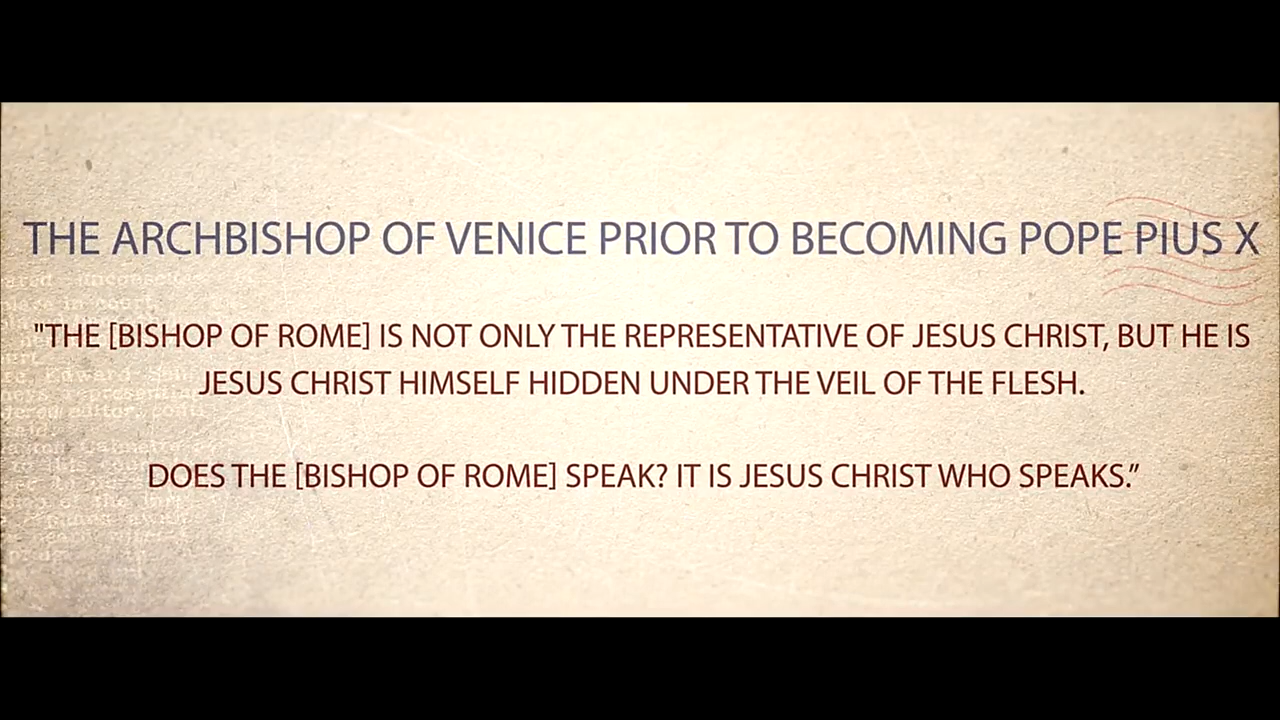 THE ARCHBISHOP OF VENICE PRIOR TO BECOMING POPE PIUS X
"THE [BISHOP OF ROME] IS NOT ONLY THE REPRESENTATIVE OF JESUS CHRIST, BUT HE IS
JESUS CHRIST HIMSELF HIDDEN UNDER THE VEIL OF THE FLESH.
DOES THE [BISHOP OF ROME] SPEAK? IT IS JESUS CHRIST WHO SPEAKS.”